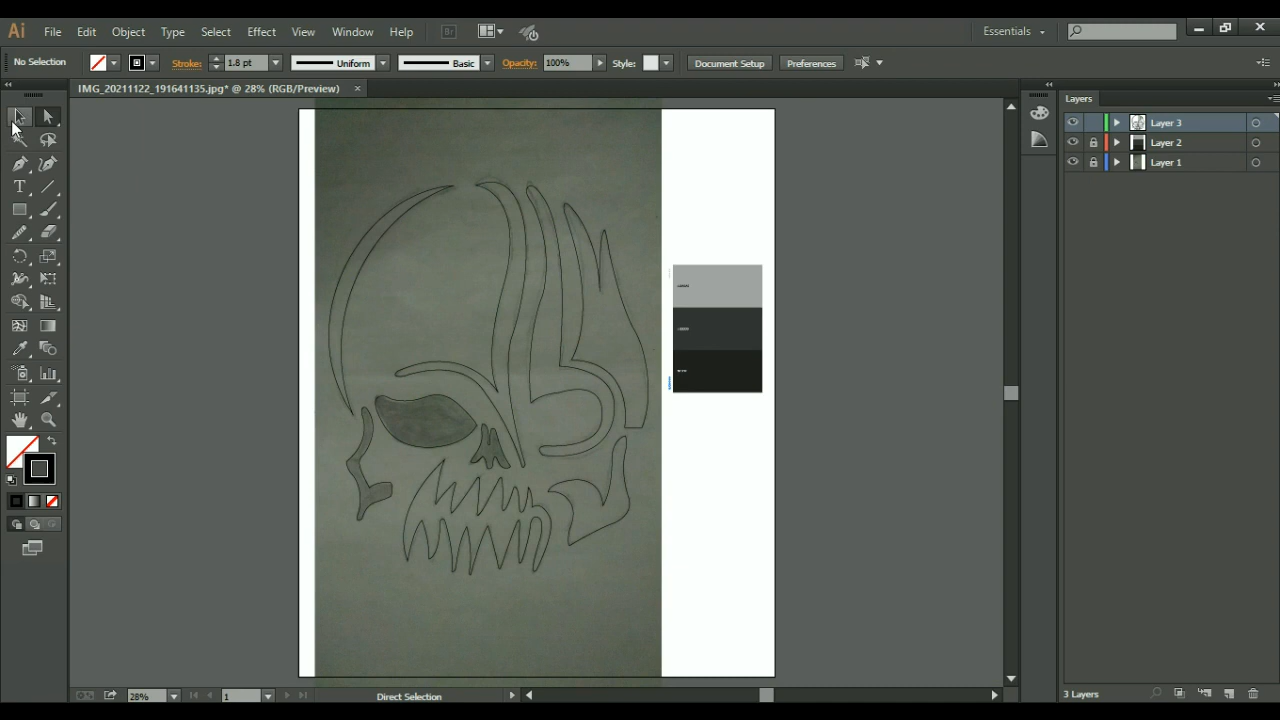 Ai File Edit Object Type Select Effect View Window Help Br Essentials
No Selection Stroke: 1.8 pt Uniform Basic Opacity: 100% Style: Document Setup Preferences
IMG_20211122_191641135.jpg* @ 28% (RGB/Preview) ×
Layers
Layer 3
Layer 2
Layer 1
T
28% 1 Direct Selection
3 Layers